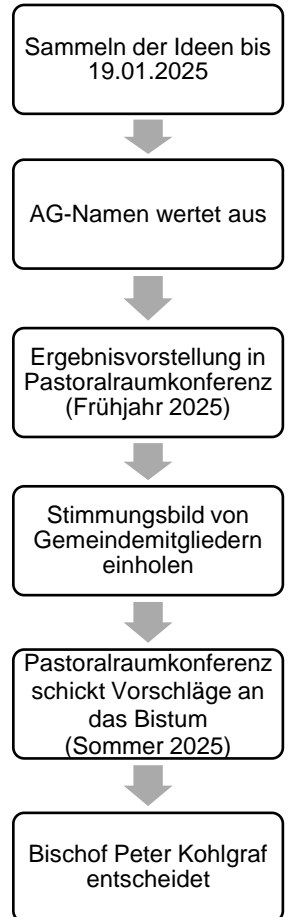 Sammeln der Ideen bis
19.01.2025
AG-Namen wertet aus
Ergebnisvorstellung in
Pastoralraumkonferenz
(Frühjahr 2025)
Stimmungsbild von
Gemeindemitgliedern
einholen
Pastoralraumkonferenz
schickt Vorschläge an
das Bistum
(Sommer 2025)
Bischof Peter Kohlgraf
entscheidet